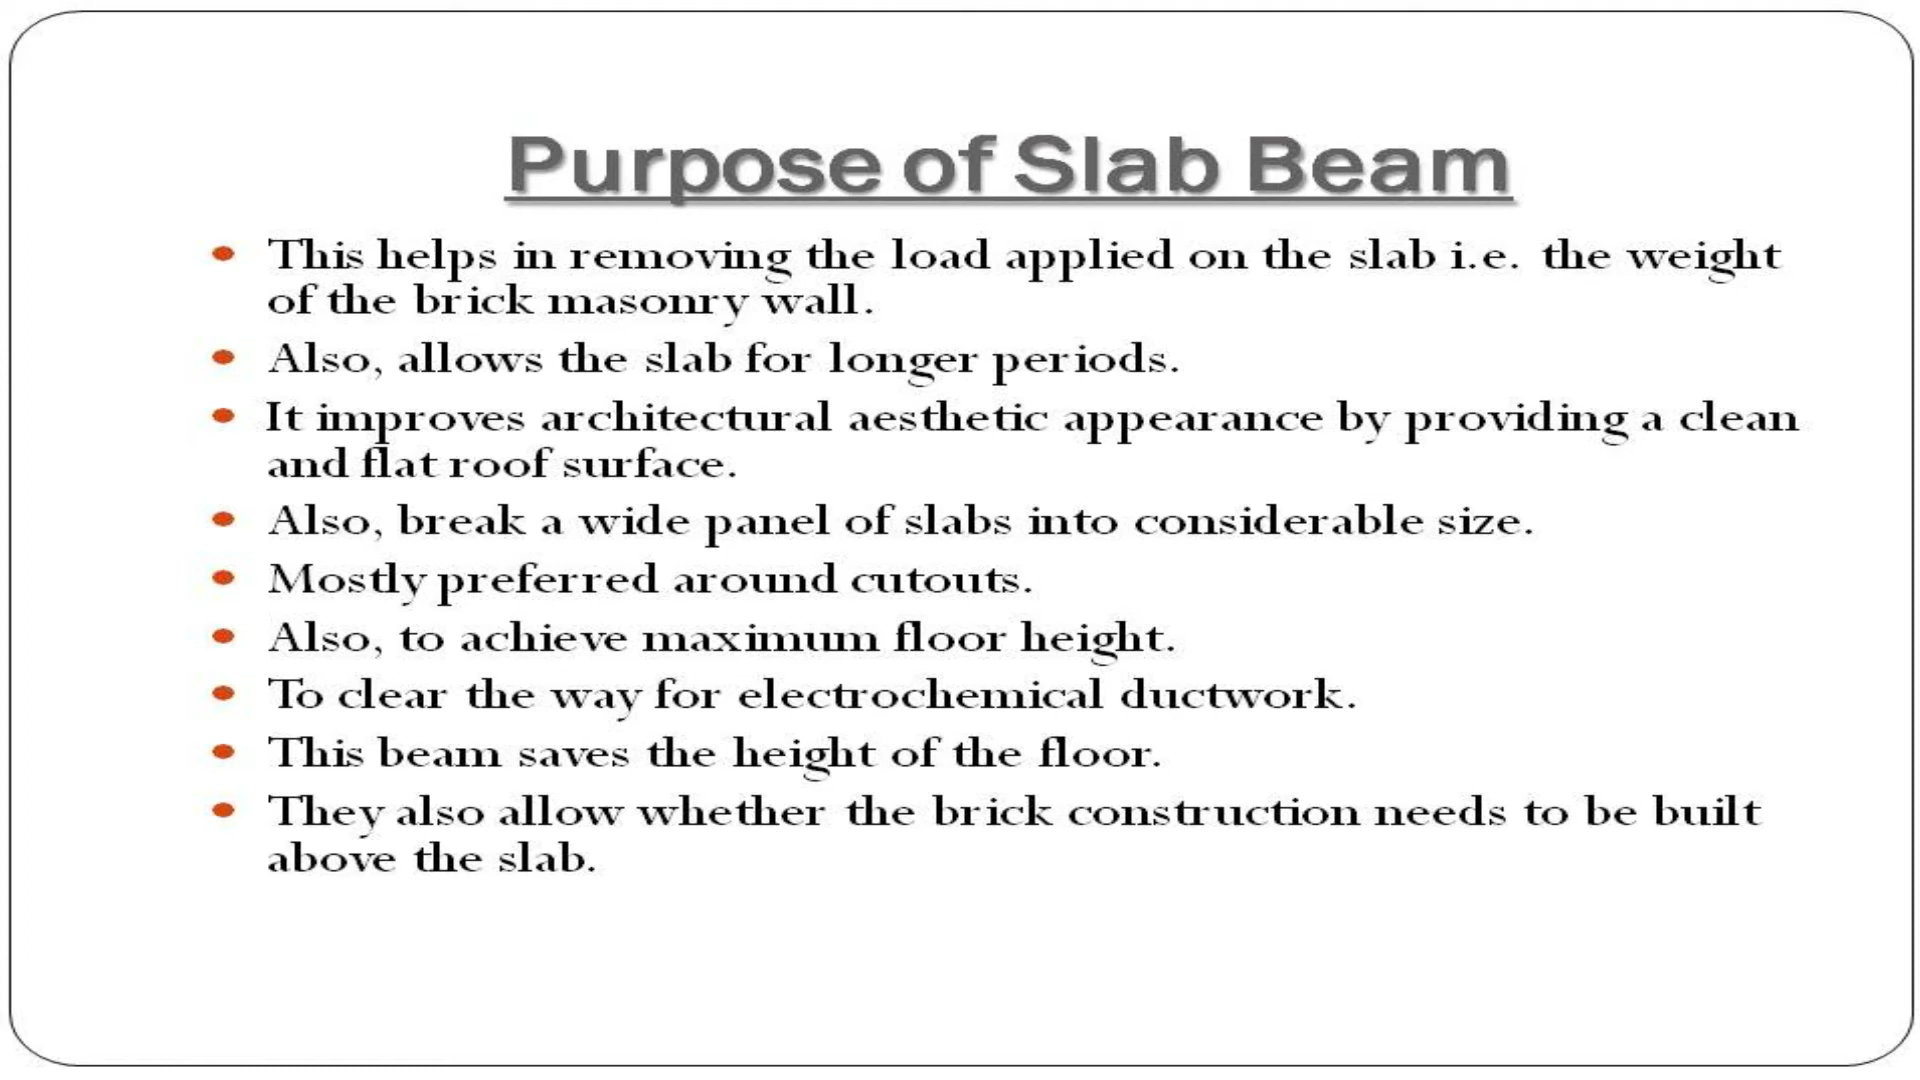 Purpose of Slab Beam
• This helps in removing the load applied on the slab i.e. the weight
of the brick masonry wall.
• Also, allows the slab for longer periods.
• It improves architectural aesthetic appearance by providing a clean
and flat roof surface.
• Also, break a wide panel of slabs into considerable size.
• Mostly preferred around cutouts.
• Also, to achieve maximum floor height.
• To clear the way for electrochemical ductwork.
• This beam saves the height of the floor.
• They also allow whether the brick construction needs to be built
above the slab.